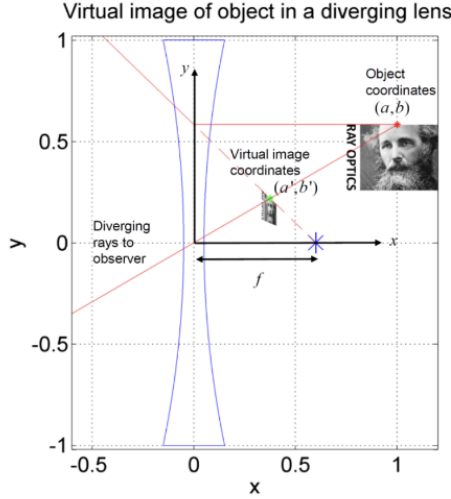 Virtual image of object in a diverging lens
1
0.5
0
-0.5
-1
y
-0.5
0
0.5
1
x
y
x
Object
coordinates
(a,b)
RAY OPTICS
Virtual image
coordinates
(a',b')
Diverging
rays to
observer
f